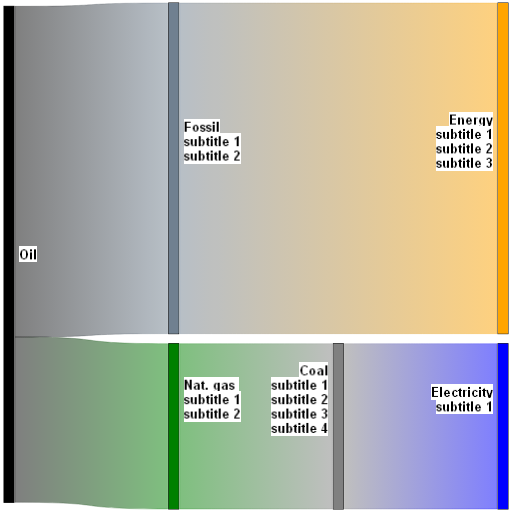 Fossil
subtitle 1
subtitle 2
Energy
subtitle 1
subtitle 2
subtitle 3
Oil
Nat. gas
subtitle 1
subtitle 2
Coal
subtitle 1
subtitle 2
subtitle 3
subtitle 4
Electricity
subtitle 1